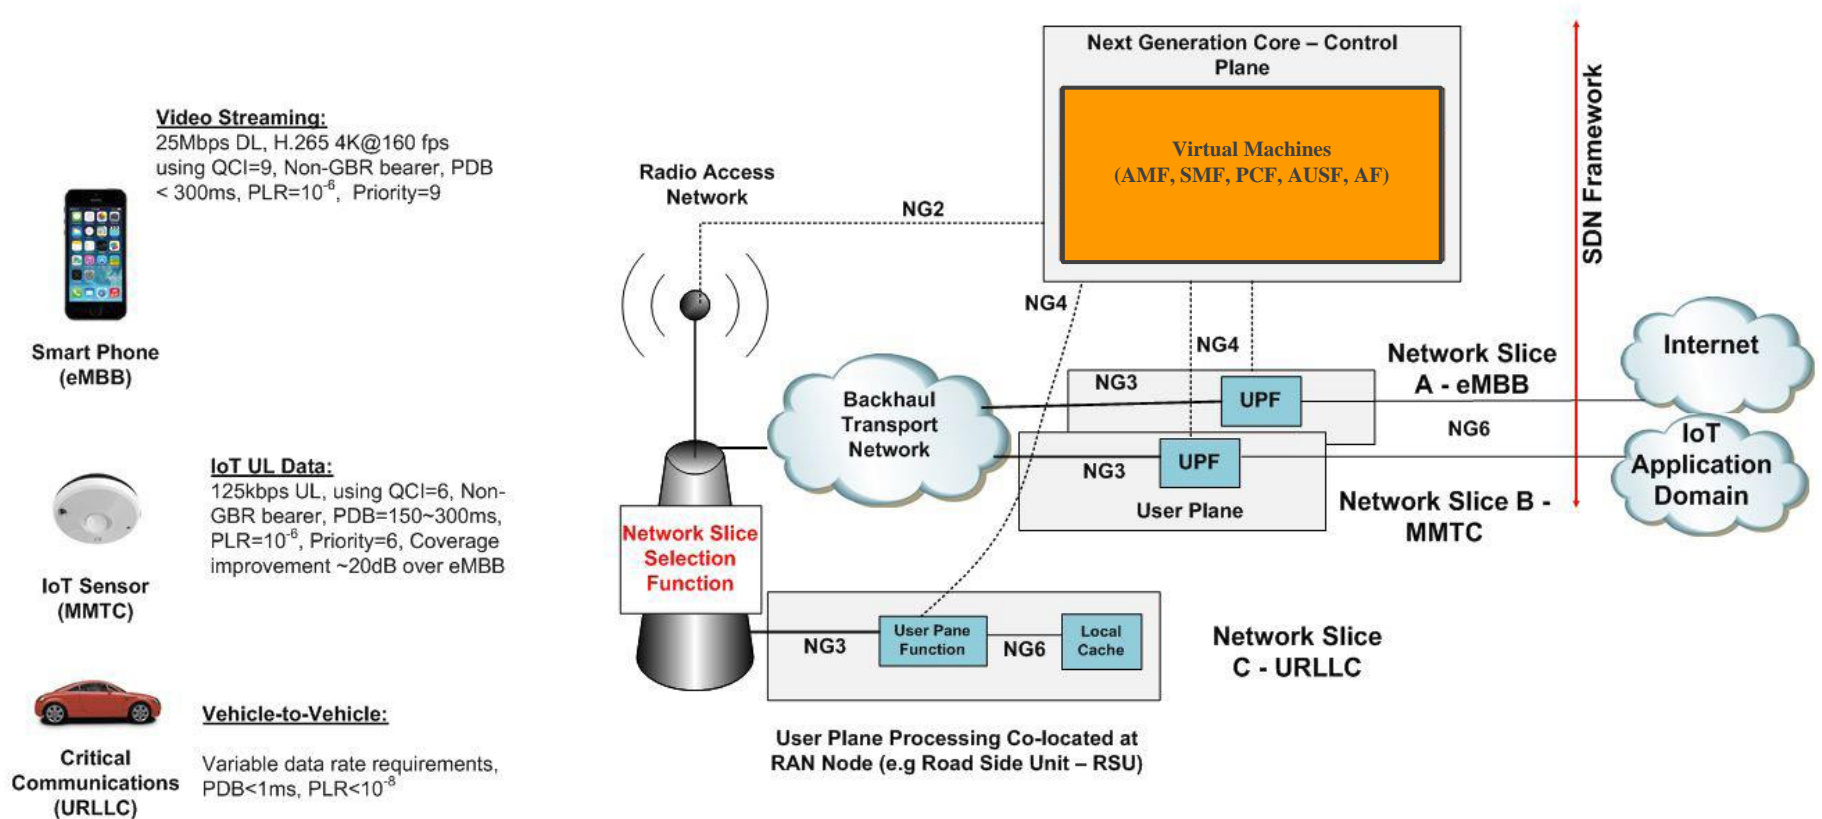 Video Streaming:
25Mbps DL, H.265 4K@160 fps
using QCI=9, Non-GBR bearer, PDB
< 300ms, PLR=10⁻⁶, Priority=9
Smart Phone
(eMBB)
IoT UL Data:
125kbps UL, using QCI=6, Non-
GBR bearer, PDB=150~300ms,
PLR=10⁻⁶, Priority=6, Coverage
improvement ~20dB over eMBB
IoT Sensor
(MMTC)
Vehicle-to-Vehicle:
Variable data rate requirements,
PDB<1ms, PLR<10⁻⁸
Critical
Communications
(URLLC)
Radio Access
Network
NG2
Next Generation Core – Control
Plane
Virtual Machines
(AMF, SMF, PCF, AUSF, AF)
SDN Framework
NG4
NG4
Backhaul
Transport
Network
NG3
UPF
Network Slice
A - eMBB
Internet
NG6
NG3
UPF
User Plane
Network Slice B -
MMTC
IoT
Application
Domain
Network Slice
Selection
Function
NG3
User Pane
Function
NG6
Local
Cache
Network Slice
C - URLLC
User Plane Processing Co-located at
RAN Node (e.g Road Side Unit – RSU)